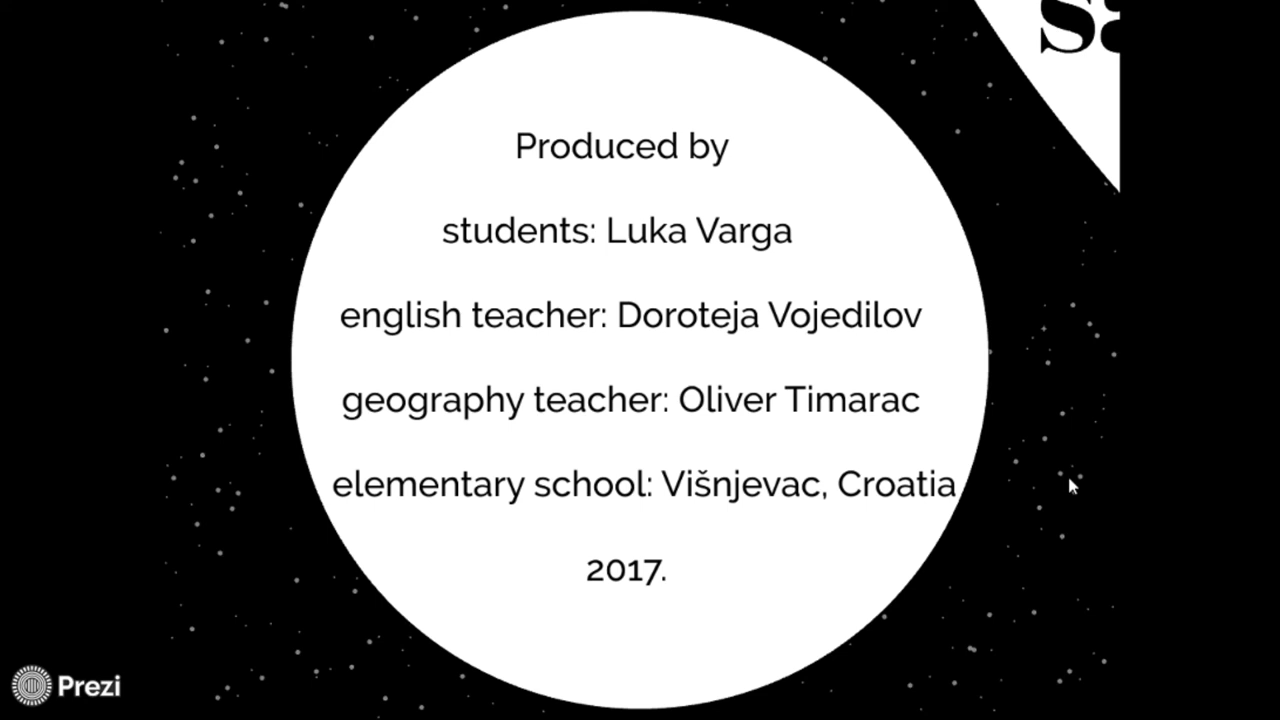 Produced by
students: Luka Varga
english teacher: Doroteja Vojedilov
geography teacher: Oliver Timarac
elementary school: Višnjevac, Croatia
2017.
Prezi